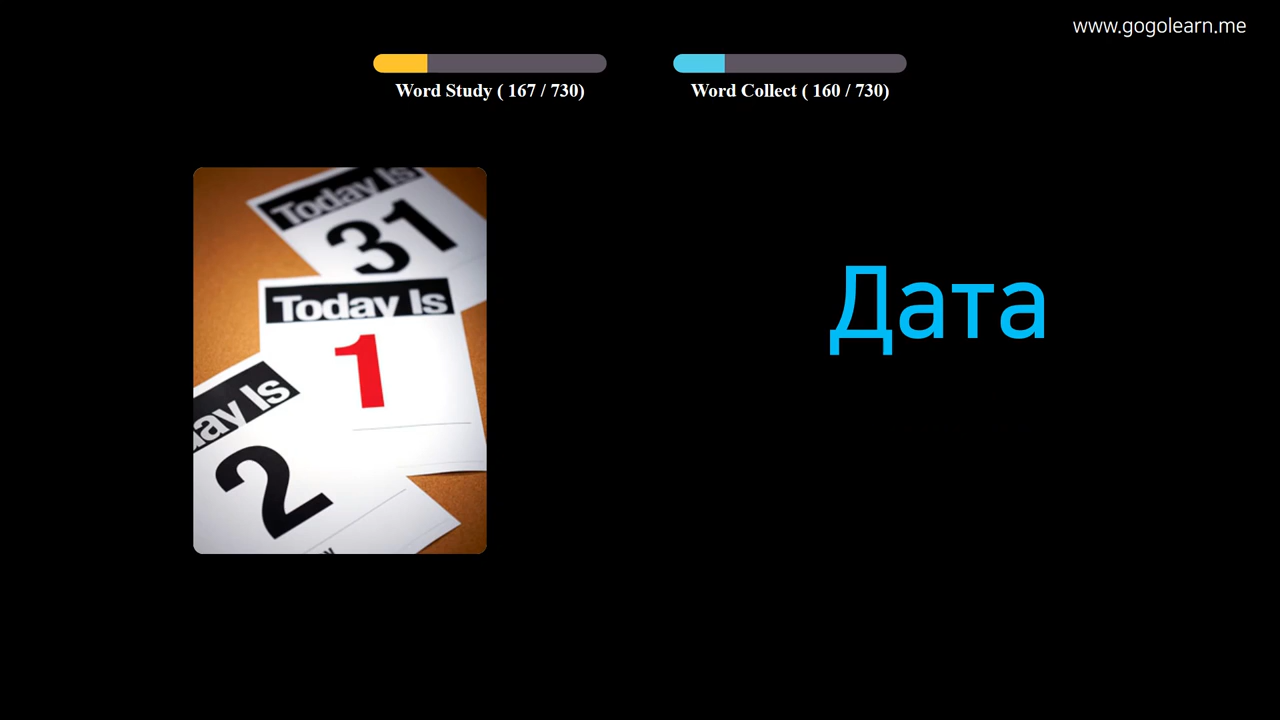 www.gogolearn.me
Word Study ( 167 / 730)
Word Collect ( 160 / 730)
Today Is
31
Today Is
1
day Is
2
Дата